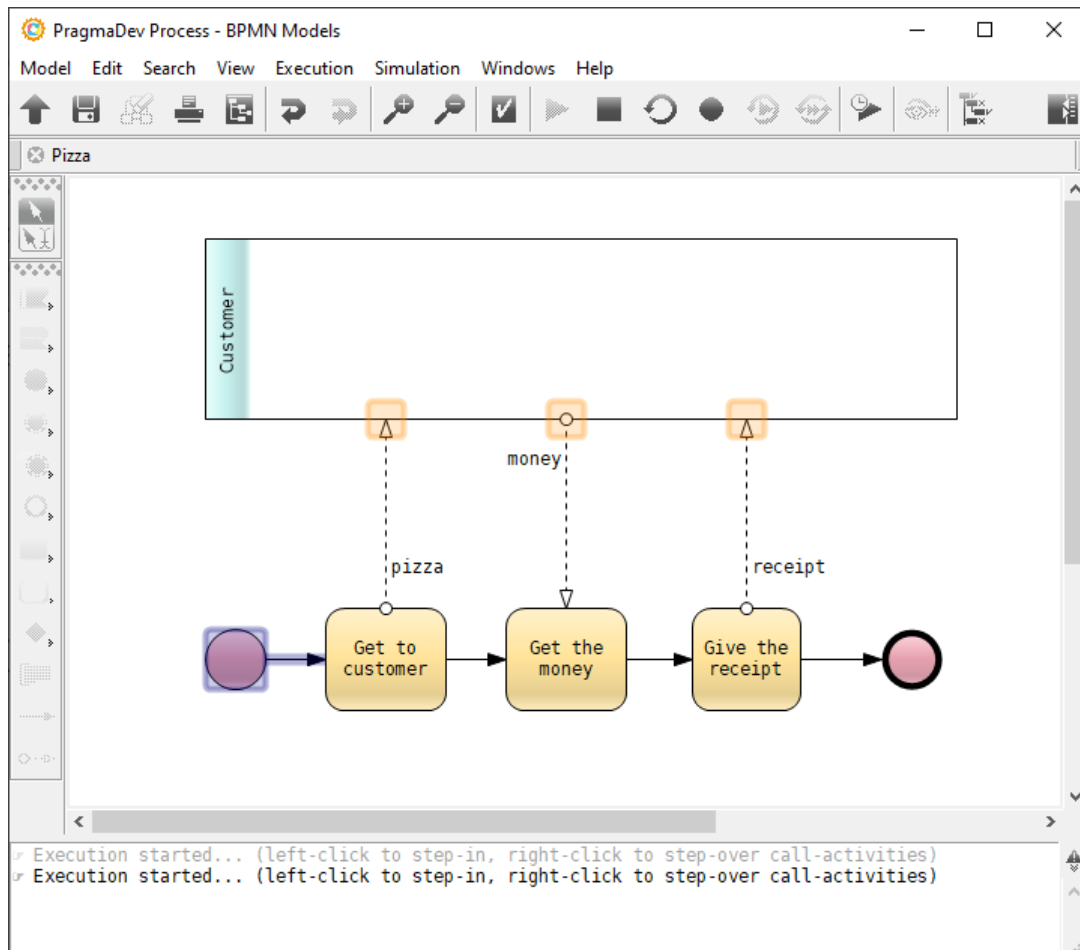 PragmaDev Process - BPMN Models
Model Edit Search View Execution Simulation Windows Help
Pizza
Customer
money
pizza
receipt
Get to
customer
Get the
money
Give the
receipt
Execution started... (left-click to step-in, right-click to step-over call-activities)
Execution started... (left-click to step-in, right-click to step-over call-activities)